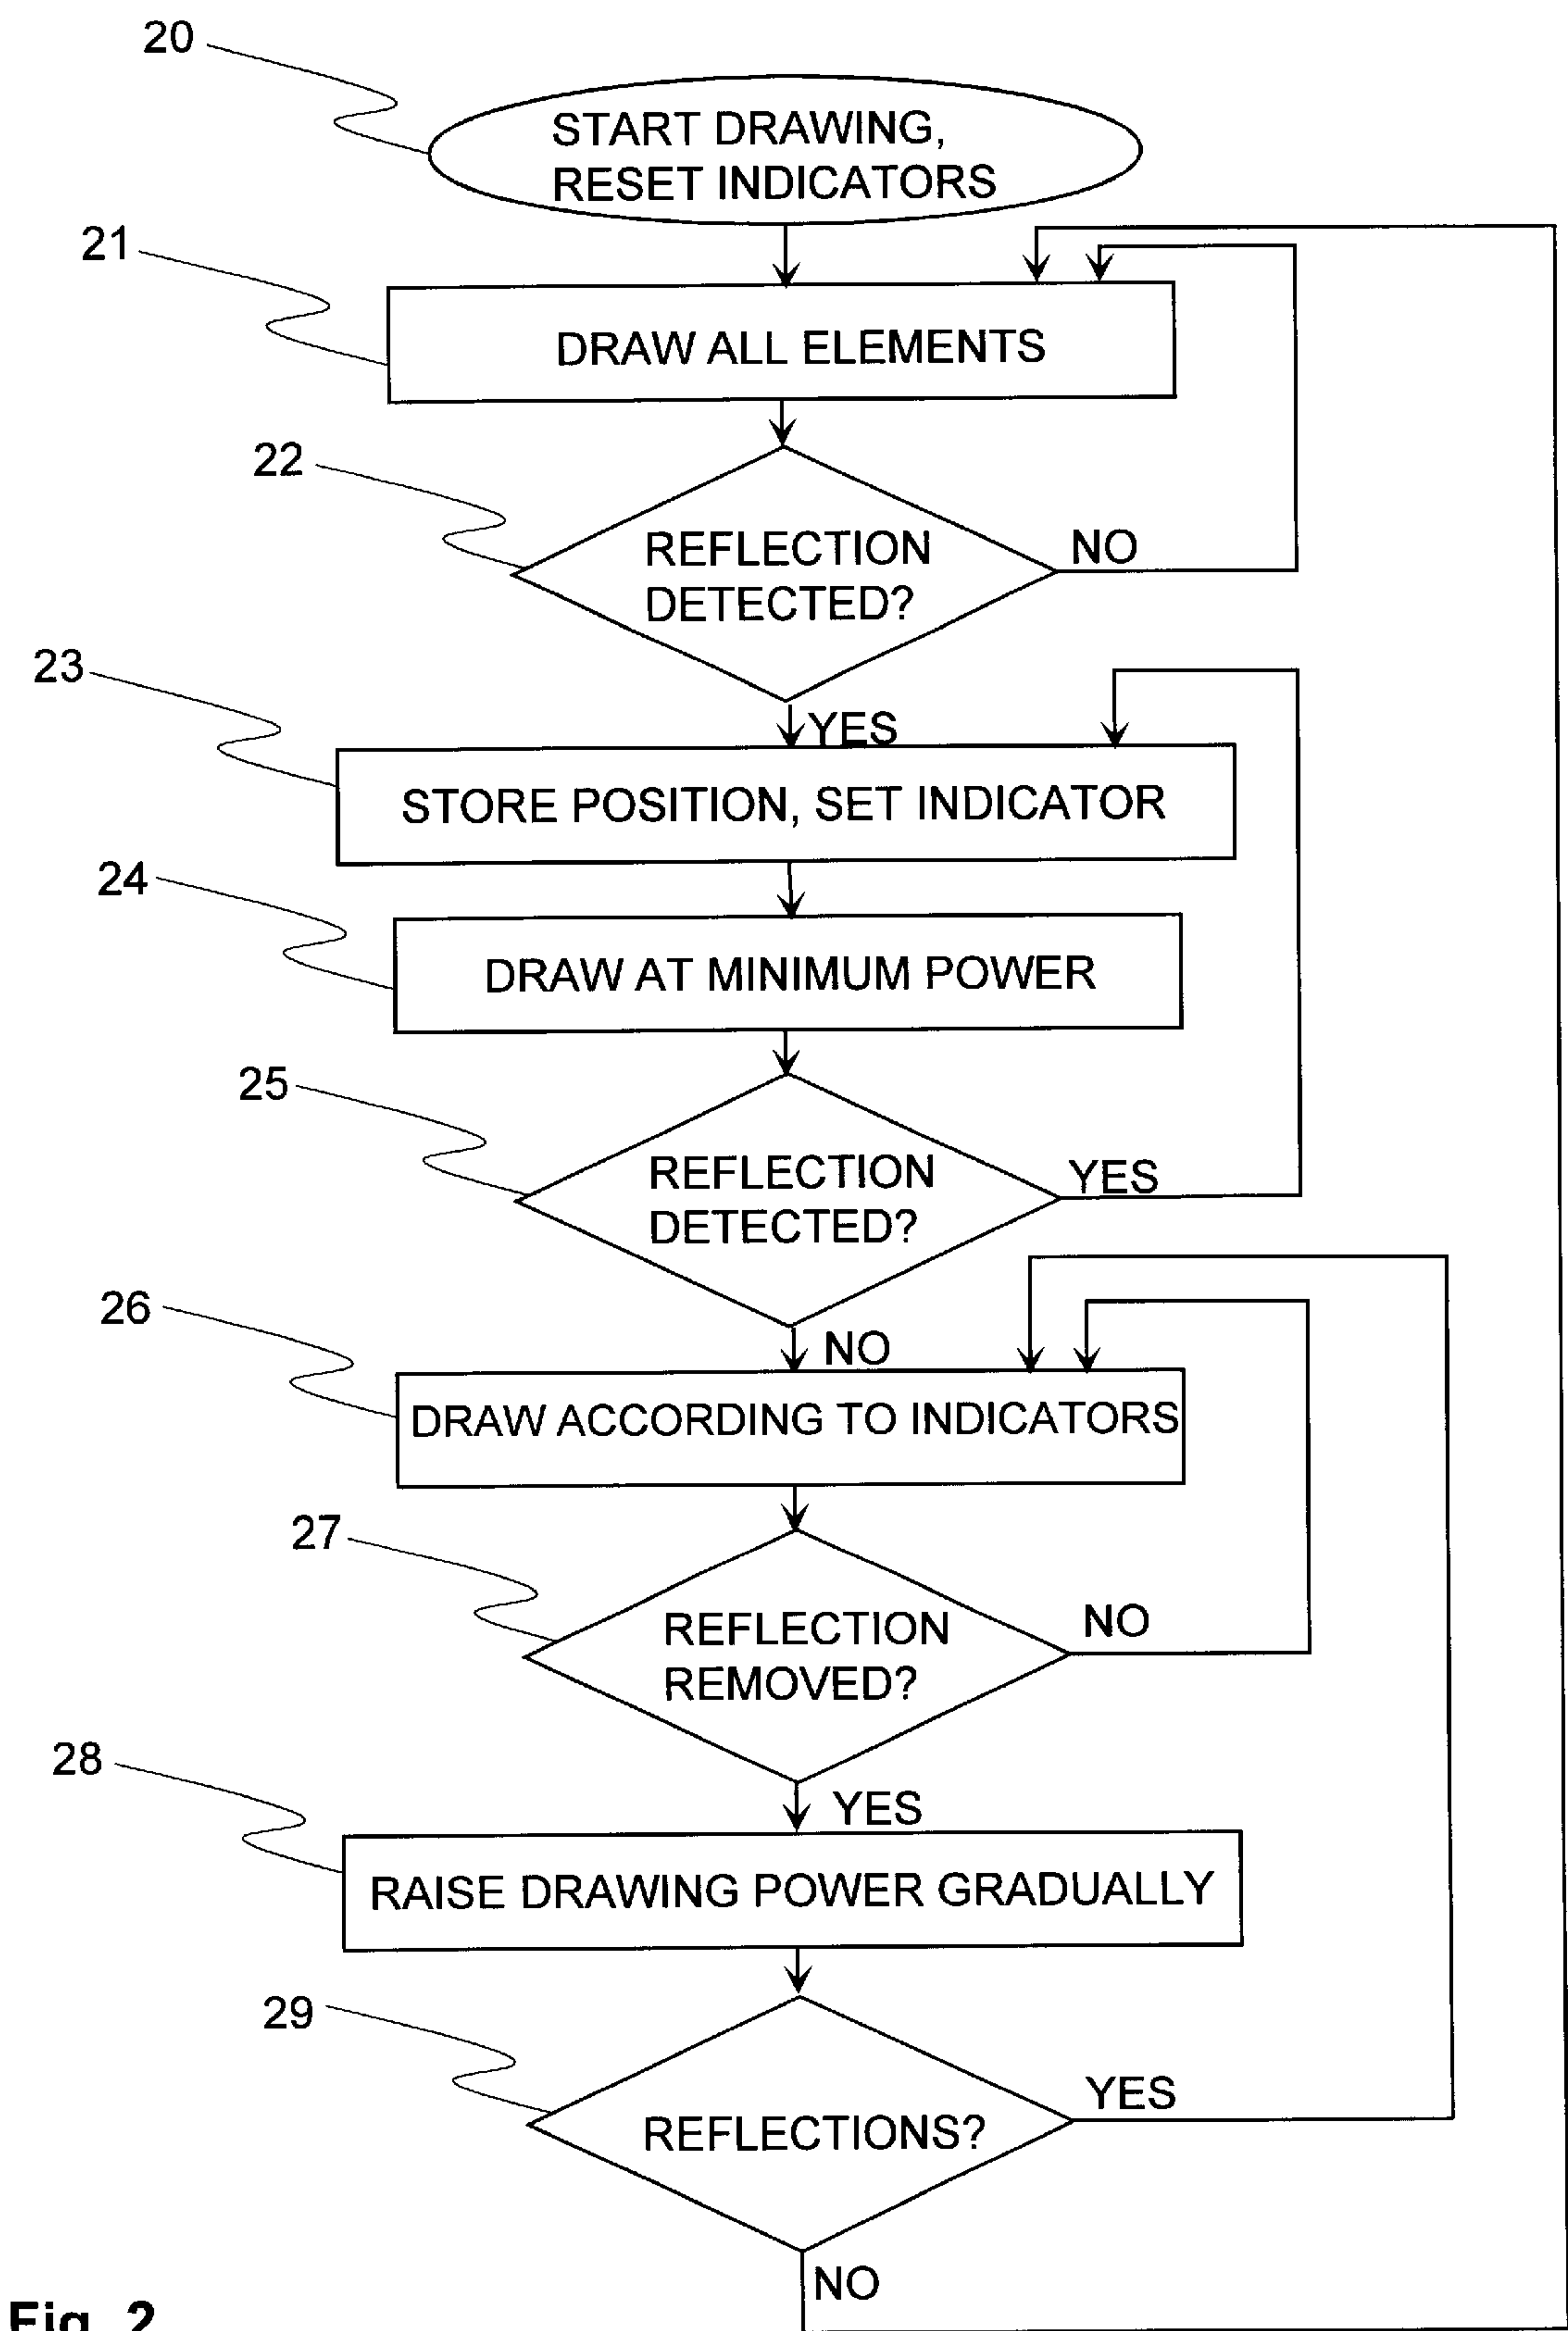 20
START DRAWING,
RESET INDICATORS
21
DRAW ALL ELEMENTS
22
REFLECTION
DETECTED?
NO
23
YES
STORE POSITION, SET INDICATOR
24
DRAW AT MINIMUM POWER
25
REFLECTION
DETECTED?
YES
26
NO
DRAW ACCORDING TO INDICATORS
27
REFLECTION
REMOVED?
NO
28
YES
RAISE DRAWING POWER GRADUALLY
29
REFLECTIONS?
YES
NO
Fig. 2